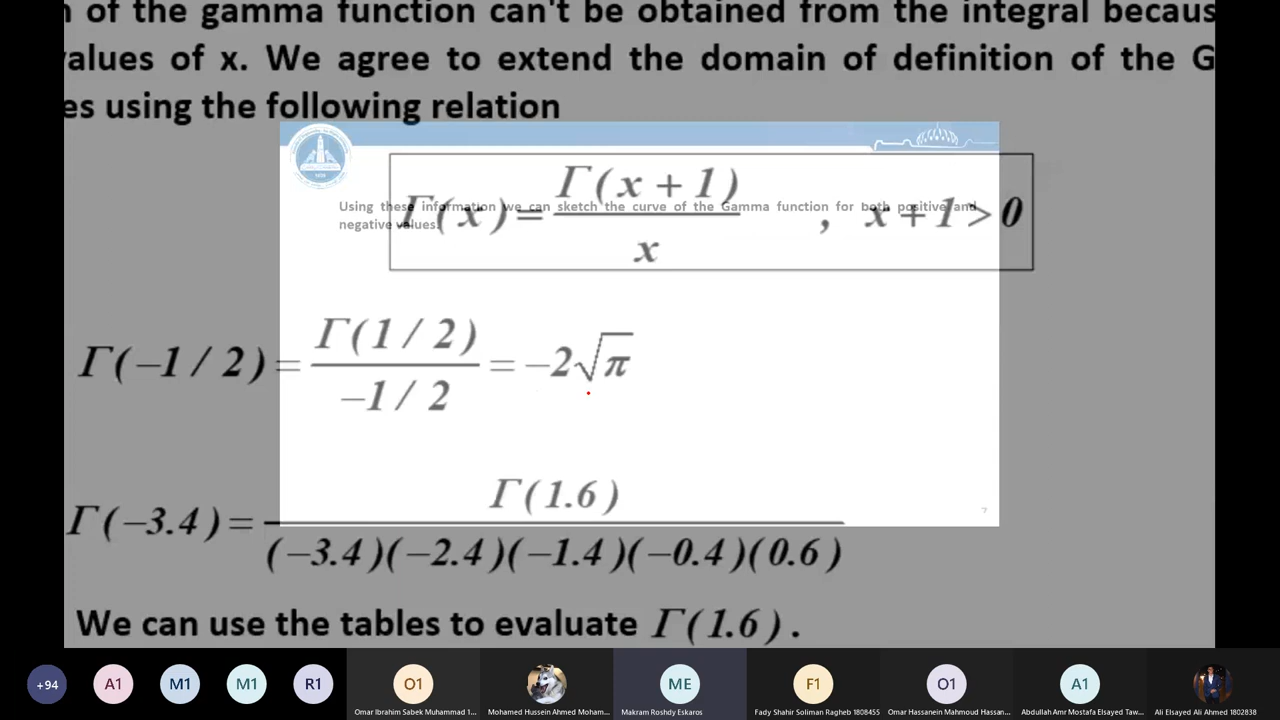 of the gamma function can't be obtained from the integral becaus
values of x. We agree to extend the domain of definition of the G
es using the following relation
Γ(x) = Γ(x + 1) / x , x + 1 > 0
Using these information we can sketch the curve of the Gamma function for both positive and
negative values.
Γ(−1 / 2) = Γ(1 / 2) / −1 / 2 = −2√π
Γ(−3.4) = Γ(1.6) / (−3.4)(−2.4)(−1.4)(−0.4)(0.6)
7
We can use the tables to evaluate Γ(1.6).
+94 A1 M1 M1 R1 O1 ME F1 O1 A1
Omar Ibrahim Sabek Muhammad 1... Mohamed Hussein Ahmed Moham... Makram Roshdy Eskaros Fady Shahir Soliman Ragheb 1808455 Omar Hassanein Mahmoud Hassan... Abdullah Amr Mostafa Elsayed Taw... Ali Elsayed Ali Ahmed 1802838